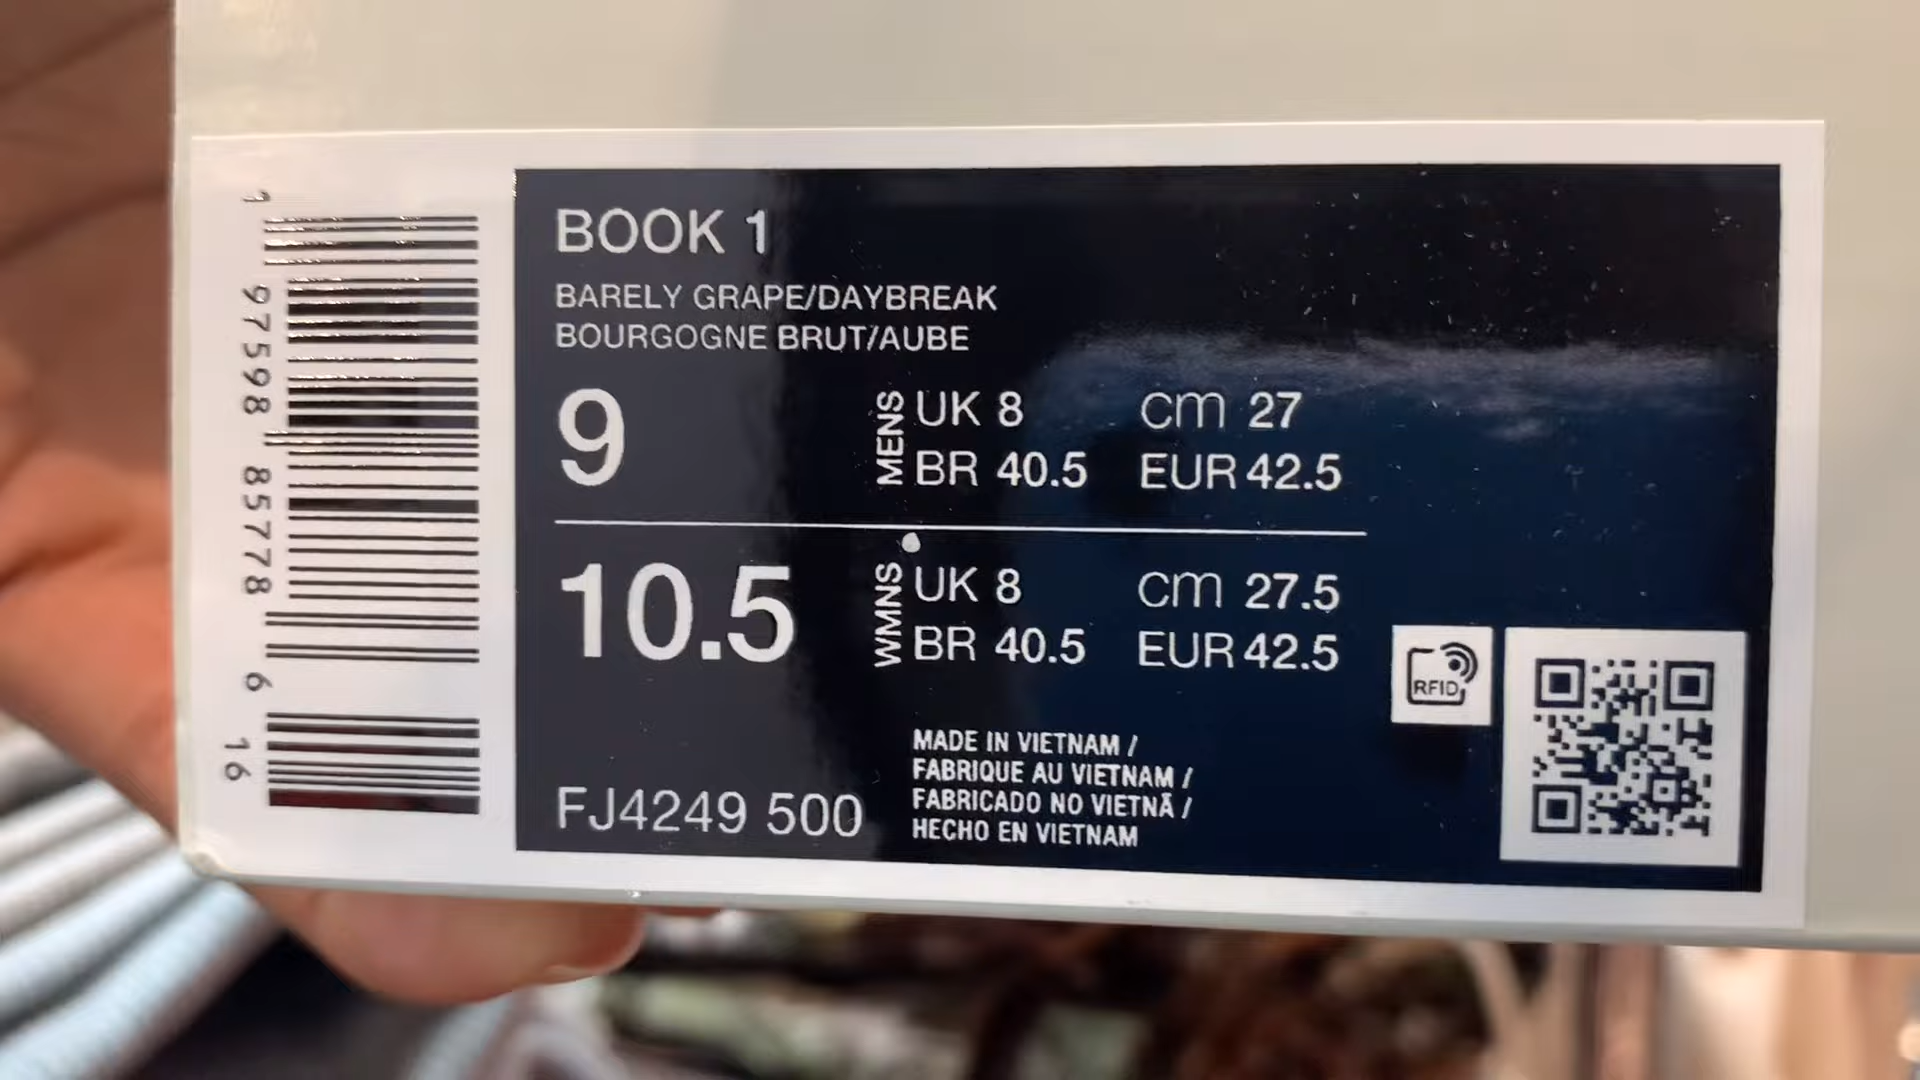 BOOK 1
BARELY GRAPE/DAYBREAK
BOURGOGNE BRUT/AUBE
9
MENS
UK 8 cm 27
BR 40.5 EUR 42.5
10.5
WMNS
UK 8 cm 27.5
BR 40.5 EUR 42.5
RFID
MADE IN VIETNAM /
FABRIQUE AU VIETNAM /
FABRICADO NO VIETNÃ /
HECHO EN VIETNAM
FJ4249 500
1 97598 85778 6 16